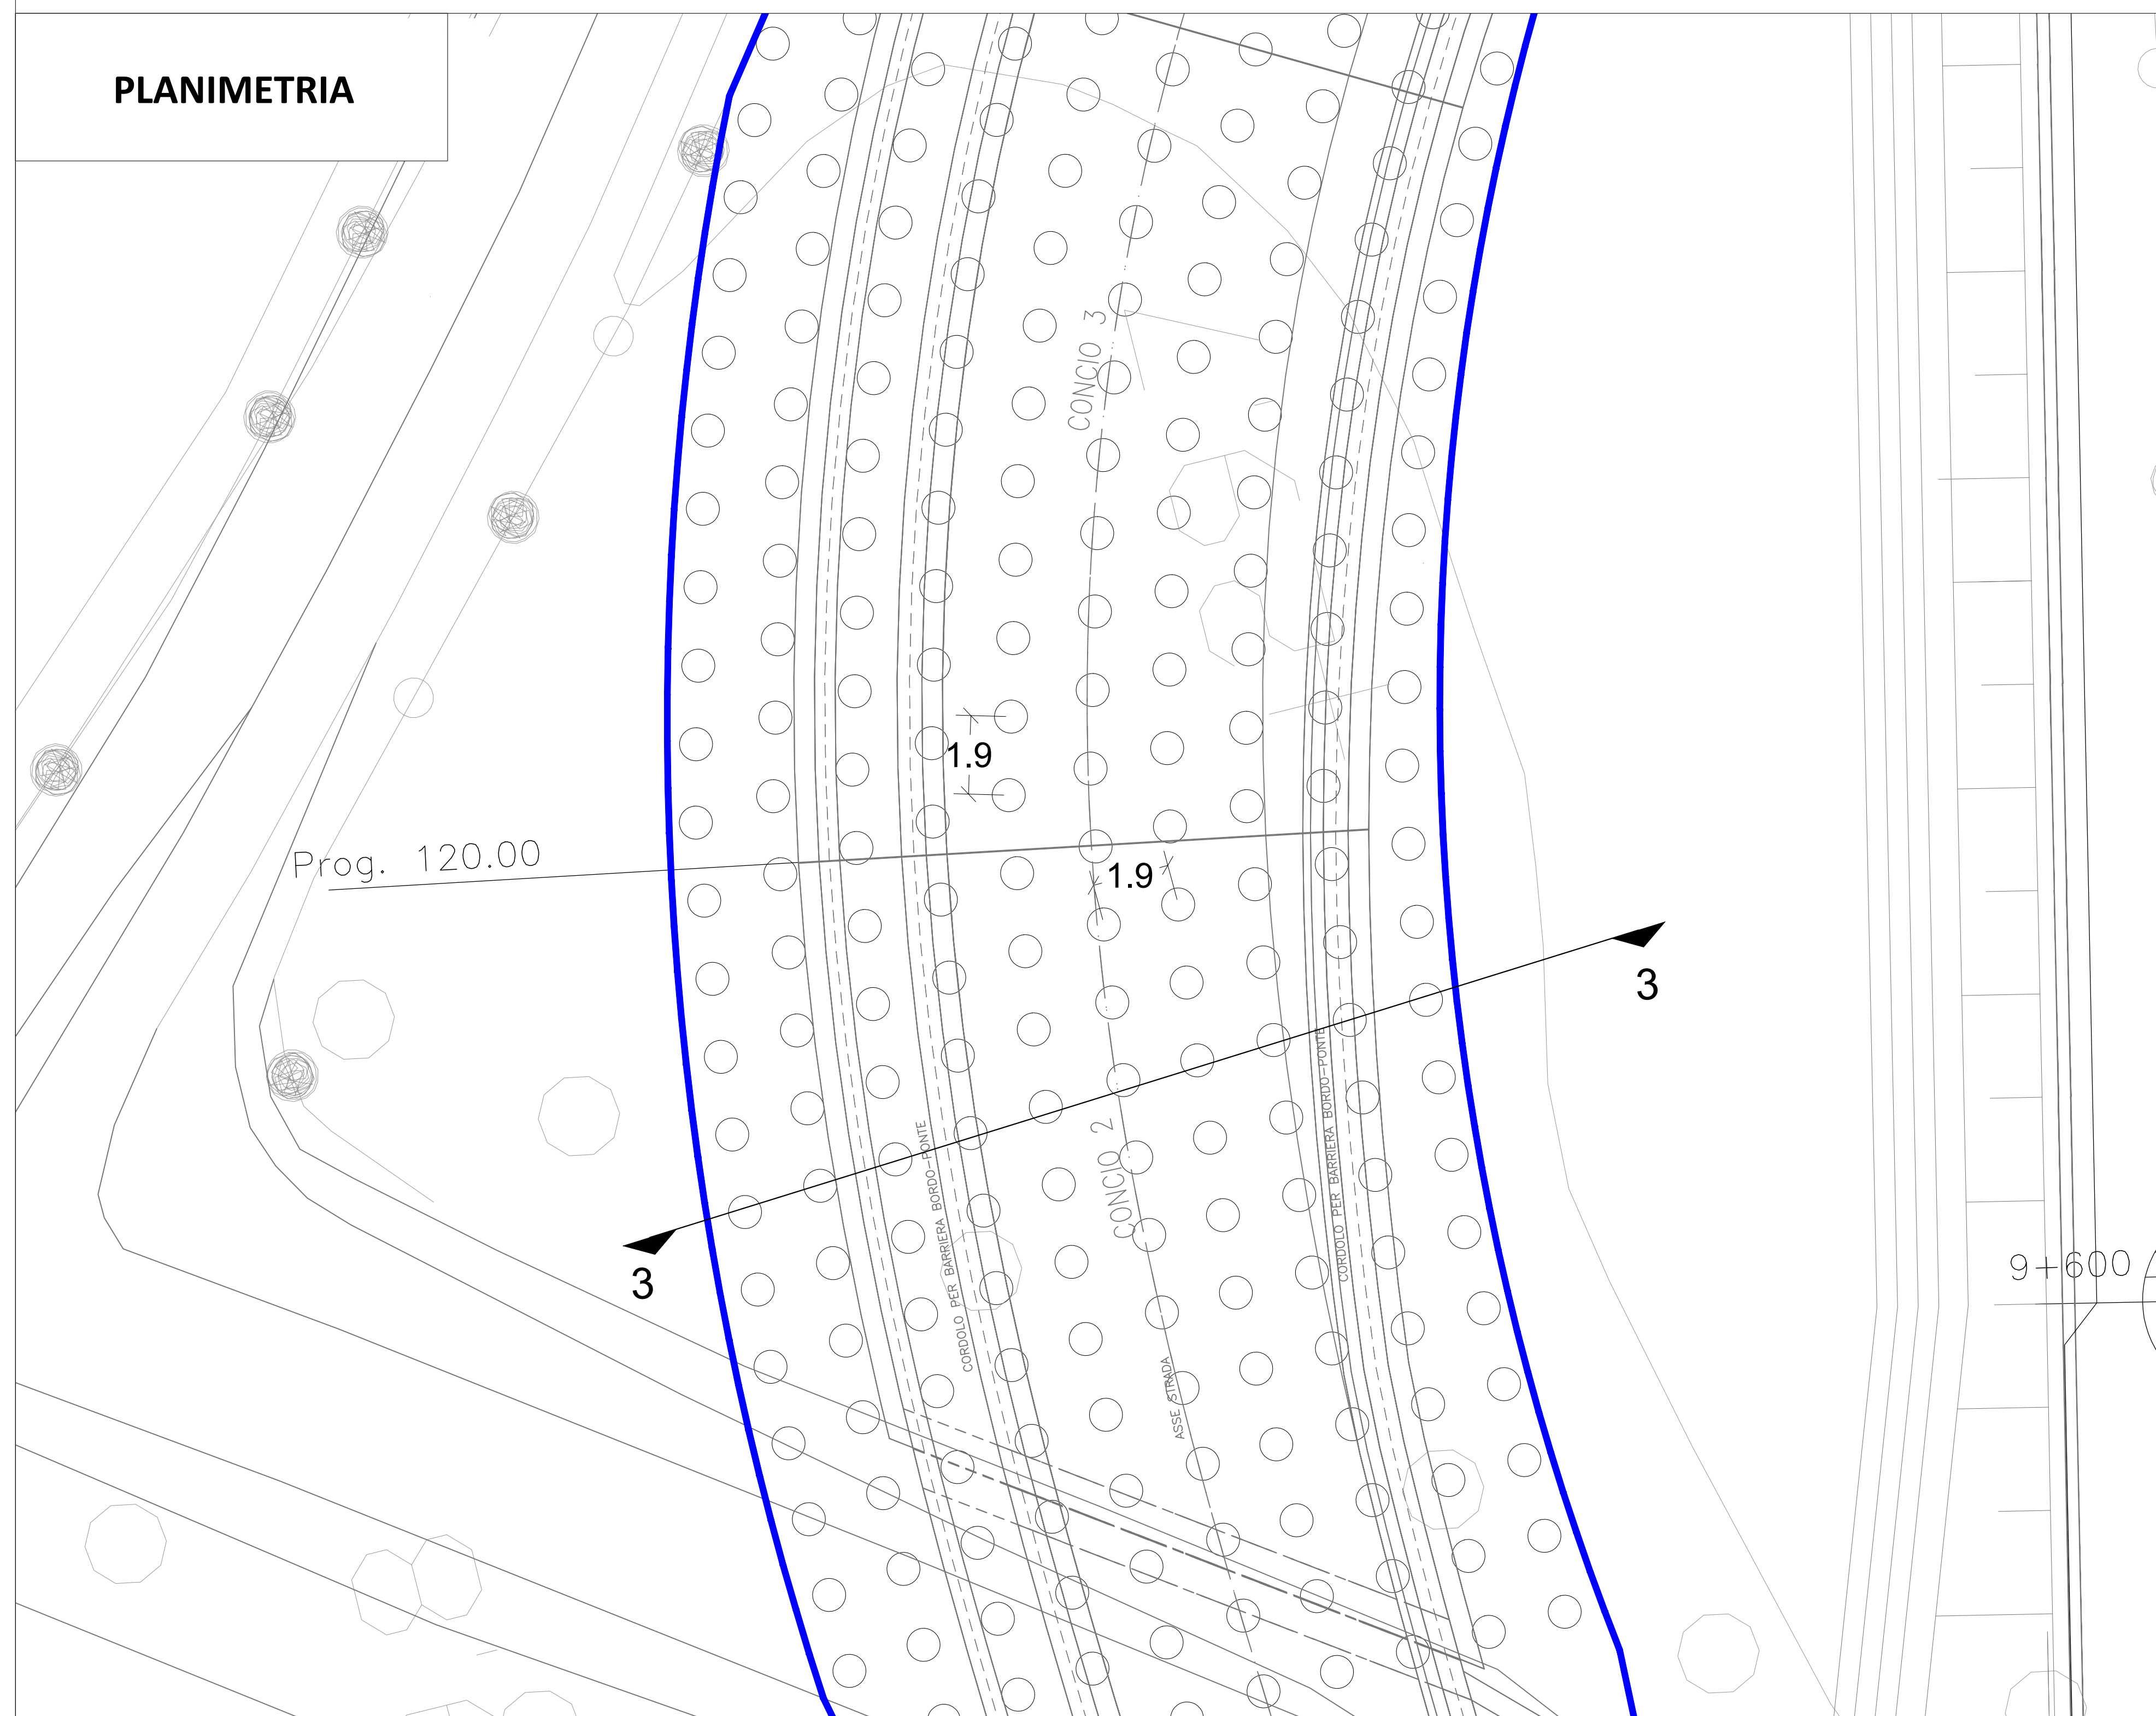 PLANIMETRIA
CONCIO 3
1.9
Prog. 120.00
1.9
3
CORDOLO PER BARRIERA BORDO-PONTE
CORDOLO PER BARRIERA BORDO-PONTE
CONCIO 2
3
9+600
ASSE STRADA